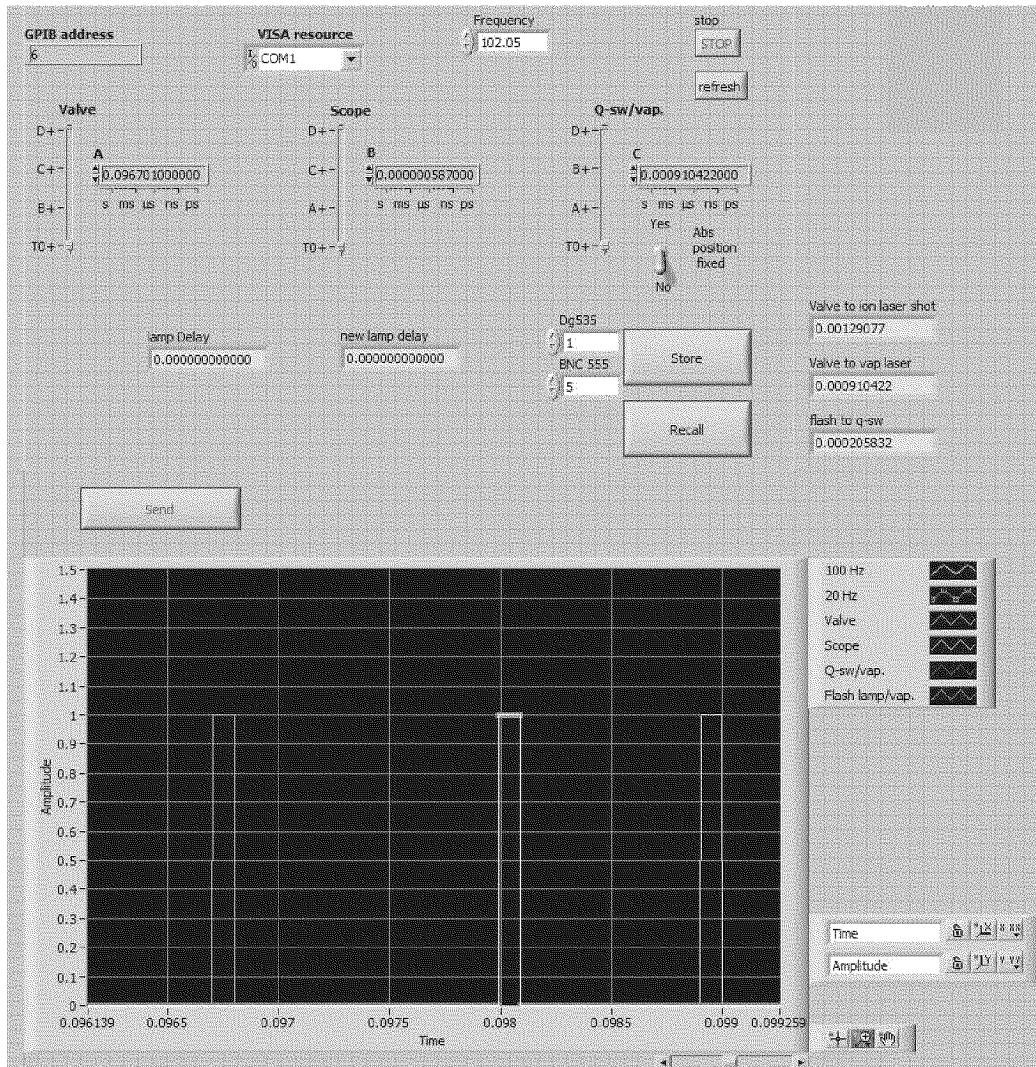 GPIB address
6
VISA resource
COM1
Frequency
102.05
stop
STOP
refresh
Valve
D+
C+
B+
T0+
A
0.096701000000
s ms µs ns ps
Scope
D+
C+
A+
T0+
B
0.000000587000
s ms µs ns ps
Q-sw/vap.
D+
B+
A+
T0+
C
0.000910422000
s ms µs ns ps
Yes
No
Abs
position
fixed
lamp Delay
0.000000000000
new lamp delay
0.000000000000
Dg535
1
BNC 555
5
Store
Recall
Valve to ion laser shot
0.00129077
Valve to vap laser
0.000910422
flash to q-sw
0.000205832
Send
Amplitude
1.5
1.4
1.3
1.2
1.1
1
0.9
0.8
0.7
0.6
0.5
0.4
0.3
0.2
0.1
0
0.096139 0.0965 0.097 0.0975 0.098 0.0985 0.099 0.099259
Time
100 Hz
20 Hz
Valve
Scope
Q-sw/vap.
Flash lamp/vap.
Time
Amplitude